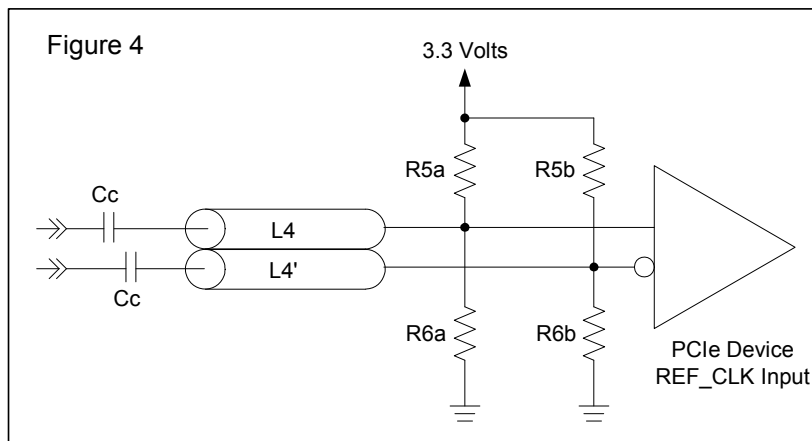 Figure 4
3.3 Volts
R5a
R5b
Cc
L4
L4'
Cc
R6a
R6b
PCIe Device
REF_CLK Input